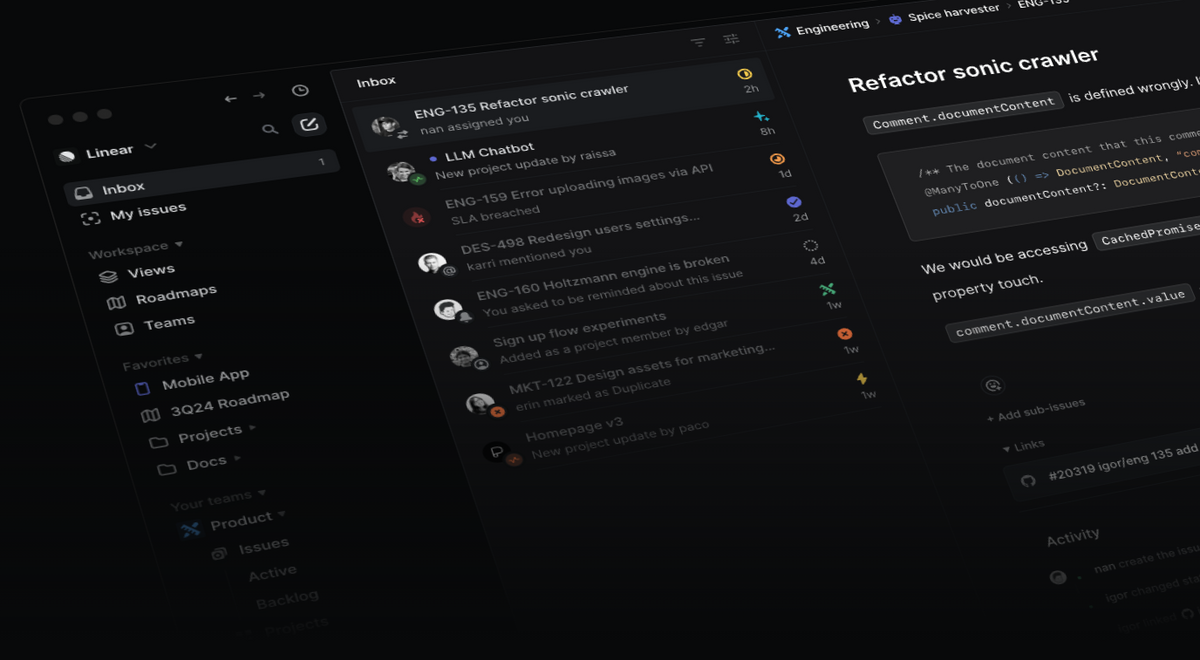 Linear
Inbox
1
My issues
Workspace
Views
Roadmaps
Teams
Favorites
Mobile App
3Q24 Roadmap
Projects
Docs
Your teams
Product
Issues
Active
Backlog
Projects
Inbox
ENG-135 Refactor sonic crawler
nan assigned you
2h
LLM Chatbot
New project update by raissa
8h
ENG-159 Error uploading images via API
SLA breached
1d
DES-498 Redesign users settings...
karri mentioned you
2d
ENG-160 Holtzmann engine is broken
You asked to be reminded about this issue
4d
Sign up flow experiments
Added as a project member by edgar
1w
MKT-122 Design assets for marketing...
erin marked as Duplicate
1w
Homepage v3
New project update by paco
1w
Engineering › Spice harvester › ENG-135
Refactor sonic crawler
Comment.documentContent is defined wrongly.
/** The document content that this comme
@ManyToOne (() => DocumentContent, "com
public documentContent?: DocumentConte
We would be accessing CachedPromise
property touch.
comment.documentContent.value
+ Add sub-issues
Links
#20319 igor/eng 135 add
Activity
nan create the issu
igor changed sta